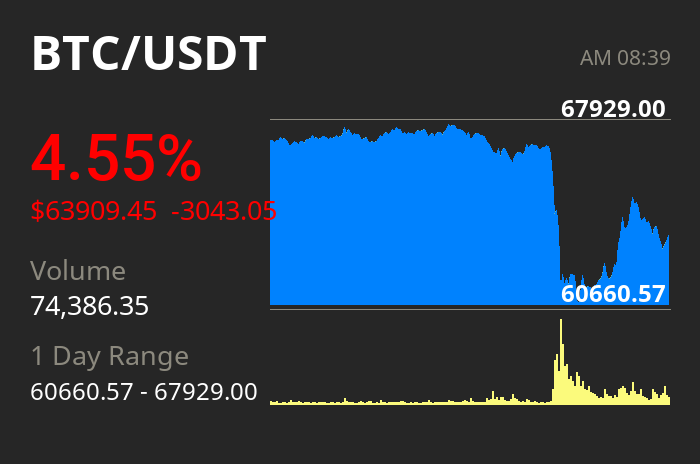 BTC/USDT
AM 08:39
67929.00
4.55%
$63909.45 -3043.05
Volume
74,386.35
60660.57
1 Day Range
60660.57 - 67929.00